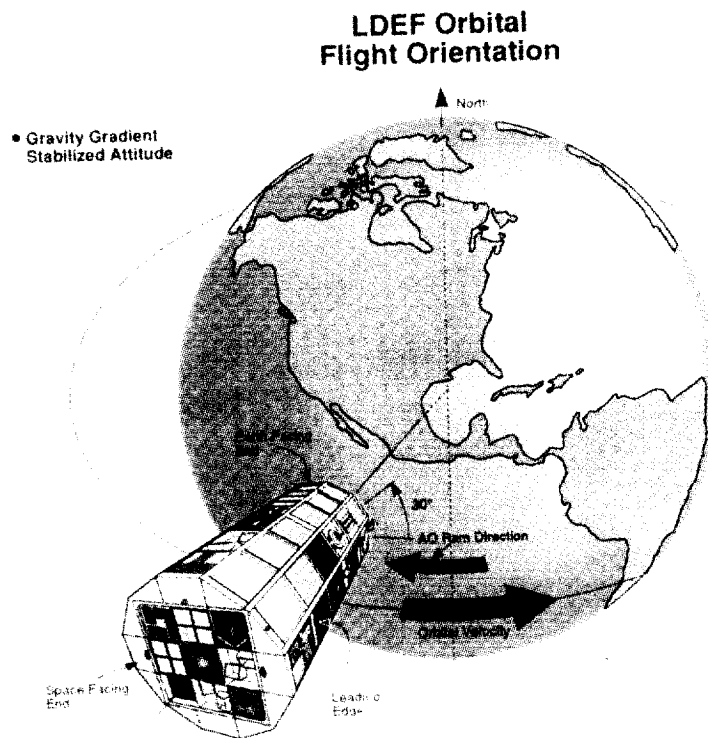 LDEF Orbital
Flight Orientation
North
• Gravity Gradient
Stabilized Attitude
Facing
30°
AO Ram Direction
Orbital Velocity
Space Facing
End
Edge